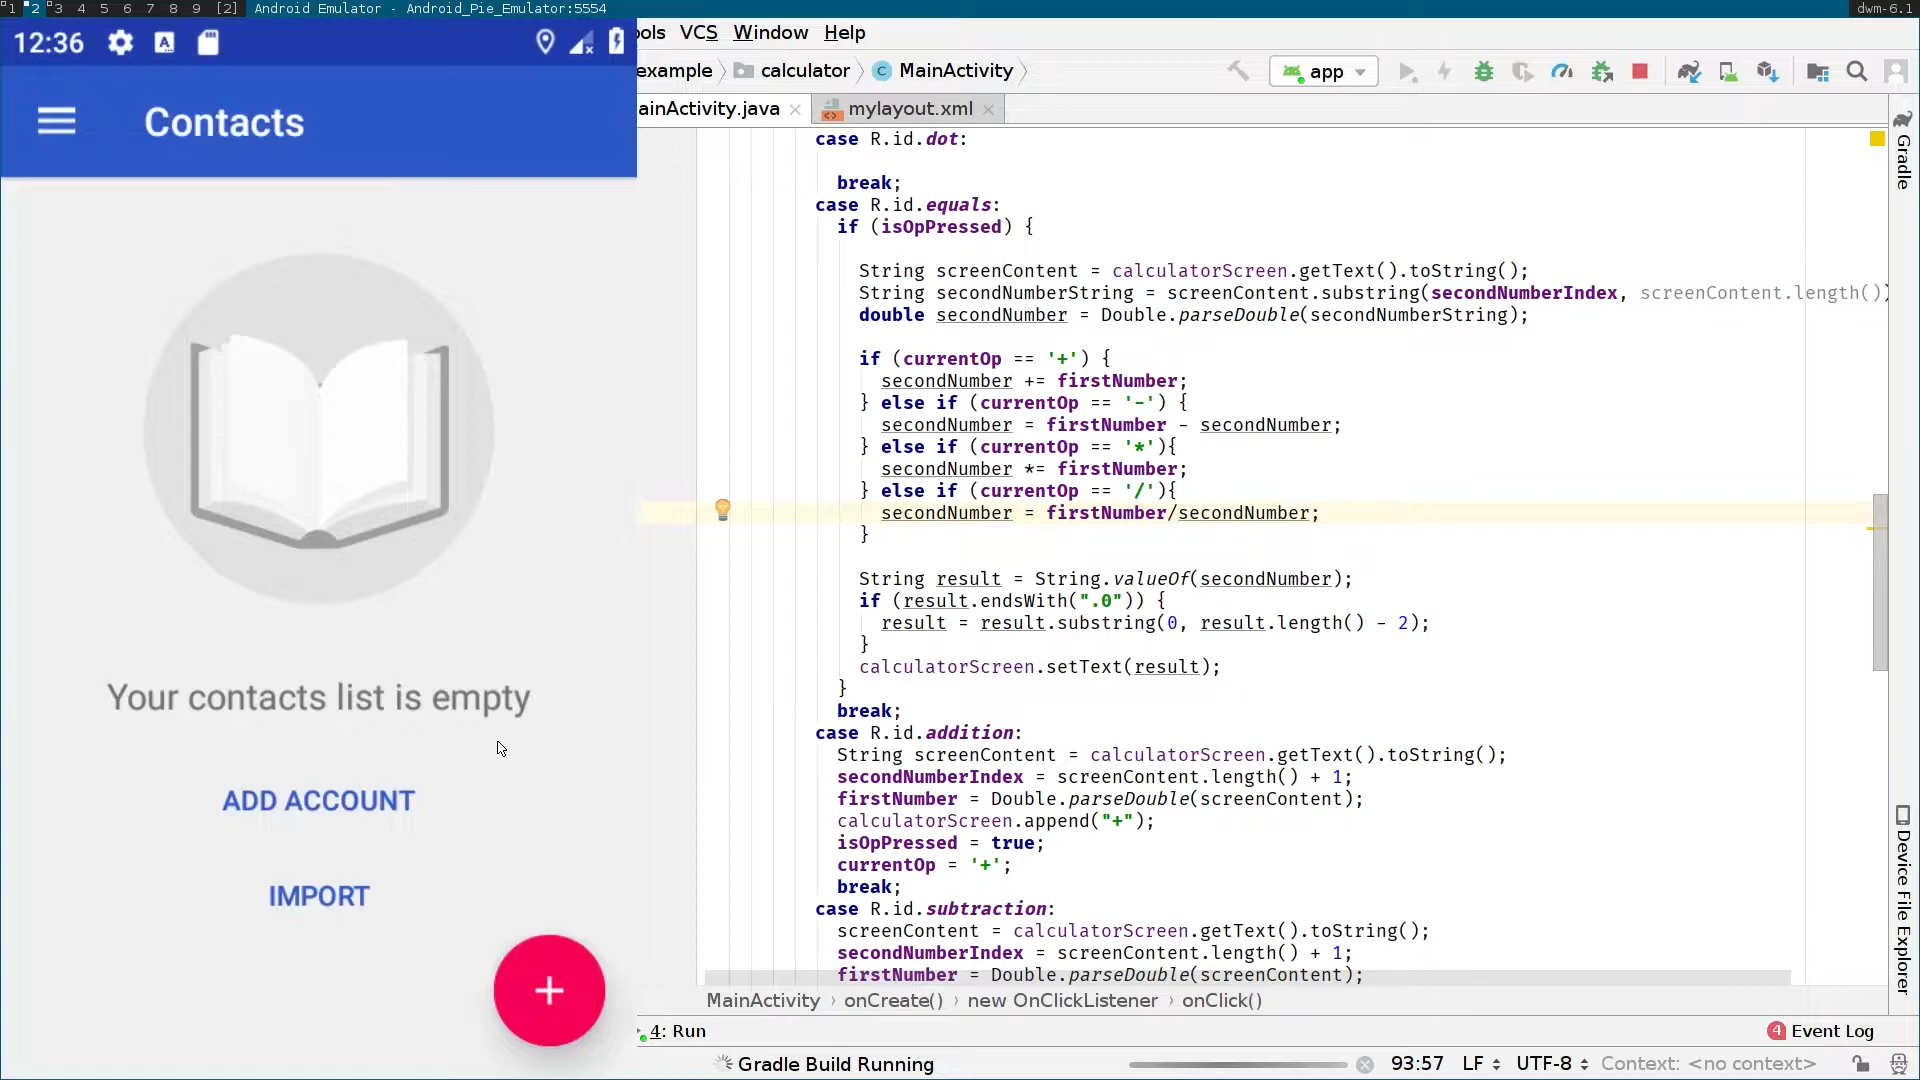 1 2 3 4 5 6 7 8 9 [2] Android Emulator - Android_Pie_Emulator:5554 dwm-6.1
12:36
Contacts
Your contacts list is empty
ADD ACCOUNT
IMPORT
ools VCS Window Help
example calculator C MainActivity app
ainActivity.java mylayout.xml
case R.id.dot:
break;
case R.id.equals:
if (isOpPressed) {
String screenContent = calculatorScreen.getText().toString();
String secondNumberString = screenContent.substring(secondNumberIndex, screenContent.length())
double secondNumber = Double.parseDouble(secondNumberString);
if (currentOp == '+') {
secondNumber += firstNumber;
} else if (currentOp == '-') {
secondNumber = firstNumber - secondNumber;
} else if (currentOp == '*'){
secondNumber *= firstNumber;
} else if (currentOp == '/'){
secondNumber = firstNumber/secondNumber;
}
String result = String.valueOf(secondNumber);
if (result.endsWith(".0")) {
result = result.substring(0, result.length() - 2);
}
calculatorScreen.setText(result);
}
break;
case R.id.addition:
String screenContent = calculatorScreen.getText().toString();
secondNumberIndex = screenContent.length() + 1;
firstNumber = Double.parseDouble(screenContent);
calculatorScreen.append("+");
isOpPressed = true;
currentOp = '+';
break;
case R.id.subtraction:
screenContent = calculatorScreen.getText().toString();
secondNumberIndex = screenContent.length() + 1;
firstNumber = Double.parseDouble(screenContent);
MainActivity › onCreate() › new OnClickListener › onClick()
4: Run 4 Event Log
Gradle Build Running 93:57 LF UTF-8 Context: <no context>
Gradle
Device File Explorer